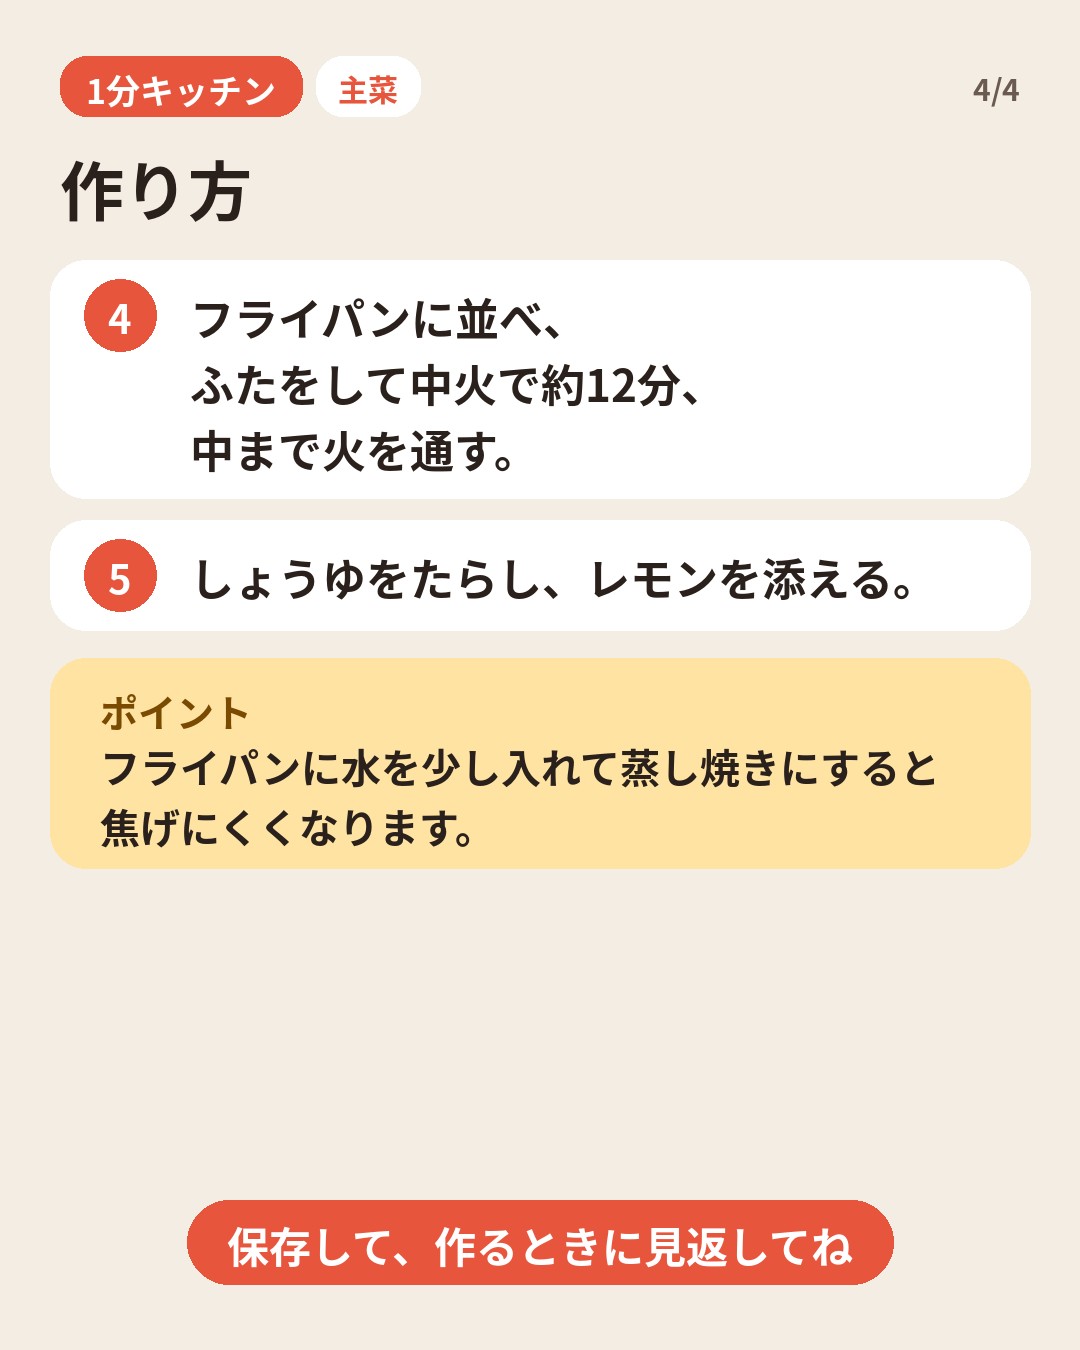 1分キッチン 主菜 4/4
作り方
4 フライパンに並べ、
ふたをして中火で約12分、
中まで火を通す。
5 しょうゆをたらし、レモンを添える。
ポイント
フライパンに水を少し入れて蒸し焼きにすると
焦げにくくなります。
保存して、作るときに見返してね